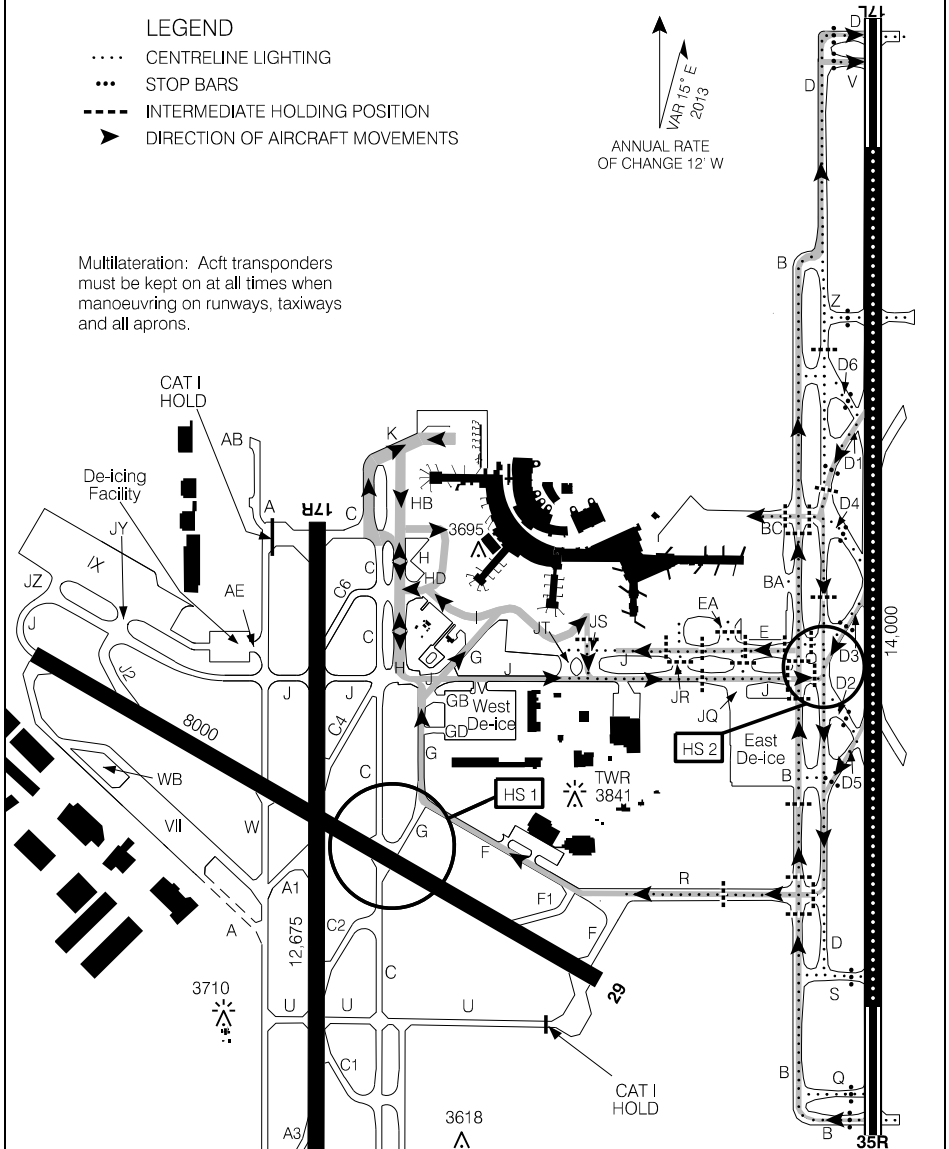 LEGEND
CENTRELINE LIGHTING
STOP BARS
INTERMEDIATE HOLDING POSITION
DIRECTION OF AIRCRAFT MOVEMENTS
VAR 15° E
2013
ANNUAL RATE
OF CHANGE 12' W
17L
D
D
V
Multilateration: Acft transponders
must be kept on at all times when
manoeuvring on runways, taxiways
and all aprons.
B
Z
D6
CAT I
HOLD
AB
K
De-icing
Facility
A
17R
C
HB
3695
D1
D4
JY
IX
BC
H
C
HD
C6
BA
JZ
AE
EA
E
I
JT
JS
J
C
G
D3
14,000
H
J
J
J
J2
J
J
J
JR
J
D2
JV
GB
West
De-ice
GD
JQ
8000
C4
HS 2
East
De-ice
G
C
B
D5
WB
TWR
3841
HS 1
VII
W
G
F
R
A1
F1
A
C2
F
12,675
C
D
3710
29
S
U
U
U
C1
B
Q
CAT I
HOLD
3618
A3
B
35R